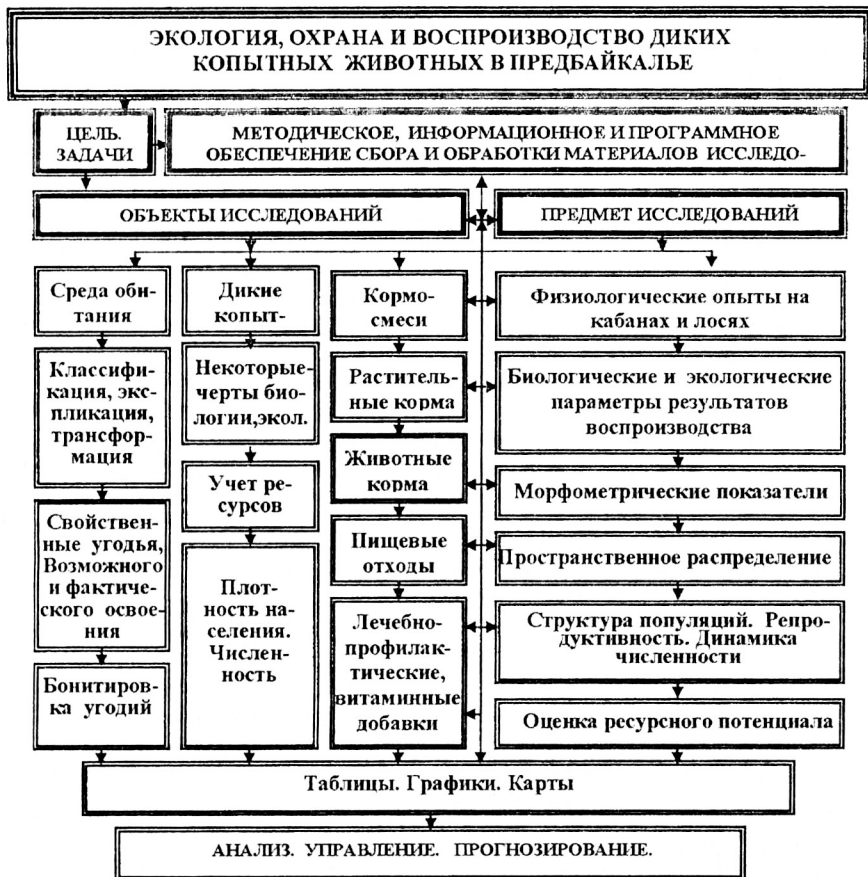 ЭКОЛОГИЯ, ОХРАНА И ВОСПРОИЗВОДСТВО ДИКИХ
КОПЫТНЫХ ЖИВОТНЫХ В ПРЕДБАЙКАЛЬЕ
ЦЕЛЬ.
ЗАДАЧИ
МЕТОДИЧЕСКОЕ, ИНФОРМАЦИОННОЕ И ПРОГРАММНОЕ
ОБЕСПЕЧЕНИЕ СБОРА И ОБРАБОТКИ МАТЕРИАЛОВ ИССЛЕДО-
ОБЪЕКТЫ ИССЛЕДОВАНИЙ
ПРЕДМЕТ ИССЛЕДОВАНИЙ
Среда оби-
тания
Классифи-
кация, экс-
пликация,
трансфор-
мация
Свойствен-
ные угодья,
Возможного
и фактиче-
ского освое-
ния
Бонитиров-
ка угодий
Дикие
копыт-
Некоторые-
черты био-
логии,экол.
Учет ре-
сурсов
Плот-
ность на-
селения.
Числен-
ность
Кормо-
смеси
Раститель-
ные корма
Животные
корма
Пищевые
отходы
Лечебно-
профилак-
тические,
витаминные
добавки
Физиологические опыты на
кабанах и лосях
Биологические и экологические
параметры результатов
воспроизводства
Морфометрические показатели
Пространственное распределение
Структура популяций. Репро-
дуктивность. Динамика
численности
Оценка ресурсного потенциала
Таблицы. Графики. Карты
АНАЛИЗ. УПРАВЛЕНИЕ. ПРОГНОЗИРОВАНИЕ.